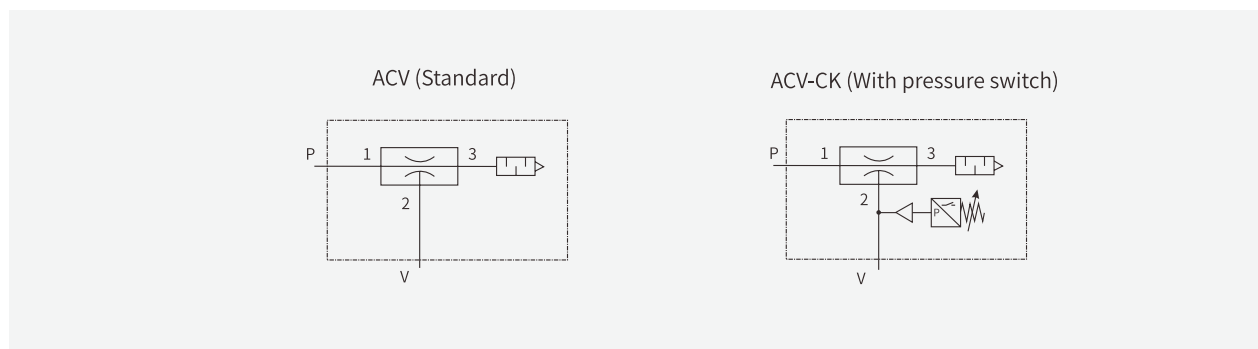 ACV (Standard)
P
1
3
2
V
ACV-CK (With pressure switch)
P
1
3
2
P
V